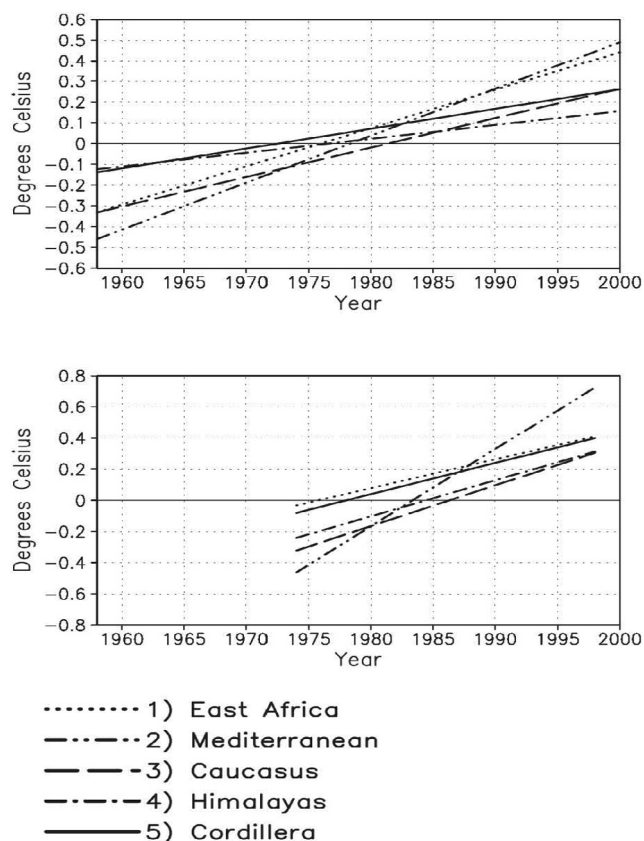 0.6
0.5
0.4
0.3
0.2
0.1
0
−0.1
−0.2
−0.3
−0.4
−0.5
−0.6
Degrees Celsius
1960 1965 1970 1975 1980 1985 1990 1995 2000
Year
0.8
0.6
0.4
0.2
0
−0.2
−0.4
−0.6
−0.8
Degrees Celsius
1960 1965 1970 1975 1980 1985 1990 1995 2000
Year
1) East Africa
2) Mediterranean
3) Caucasus
4) Himalayas
5) Cordillera